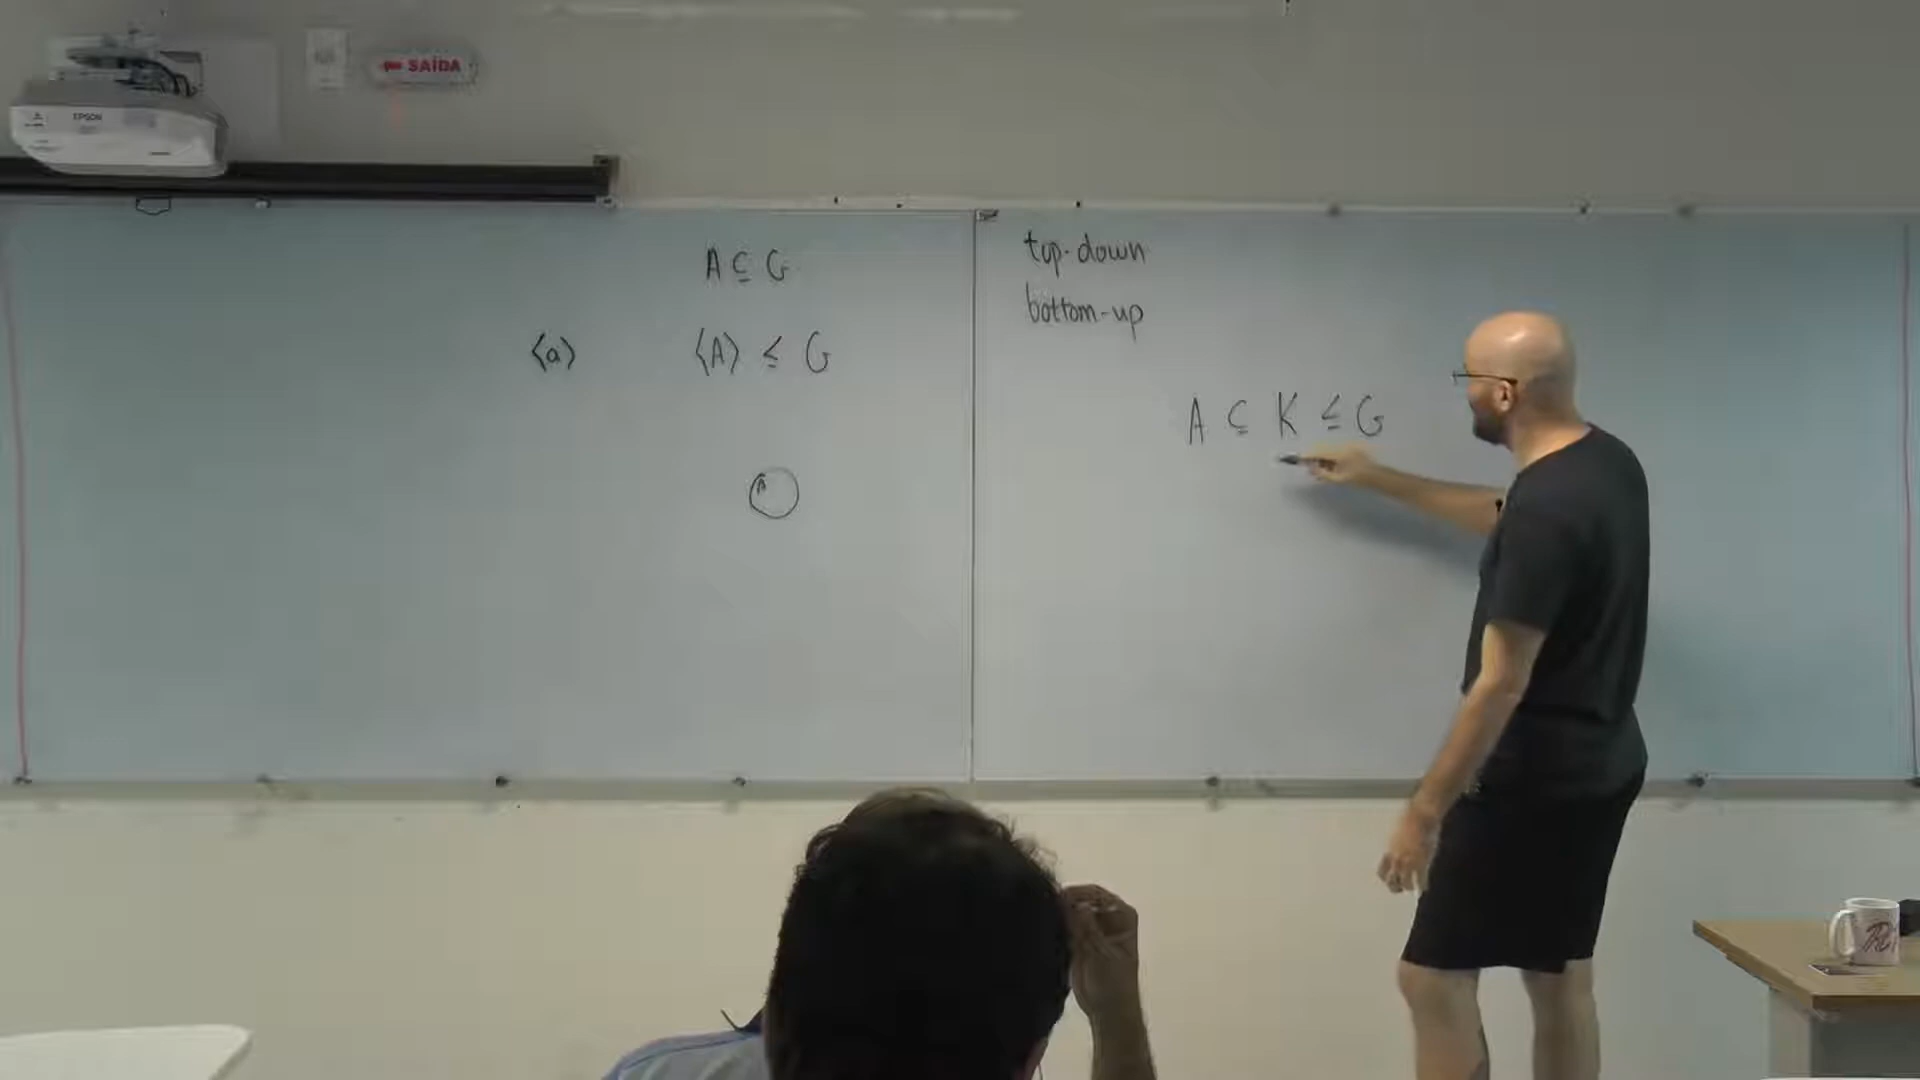 EPSON
SAÍDA
A ⊆ G
⟨a⟩ ⟨A⟩ ≤ G
A
top-down
bottom-up
A ⊆ K ≤ G